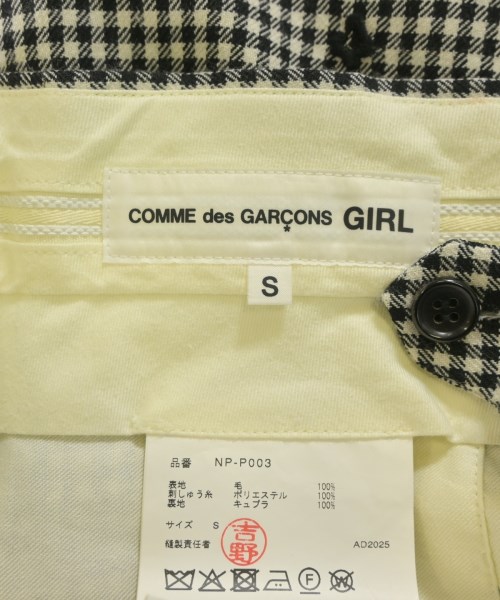 COMME des GARÇONS GIRL
S
品番 NP-P003
表地 毛 100%
刺しゅう糸 ポリエステル 100%
裏地 キュプラ 100%
サイズ S
縫製責任者 吉野 AD2025
P F W